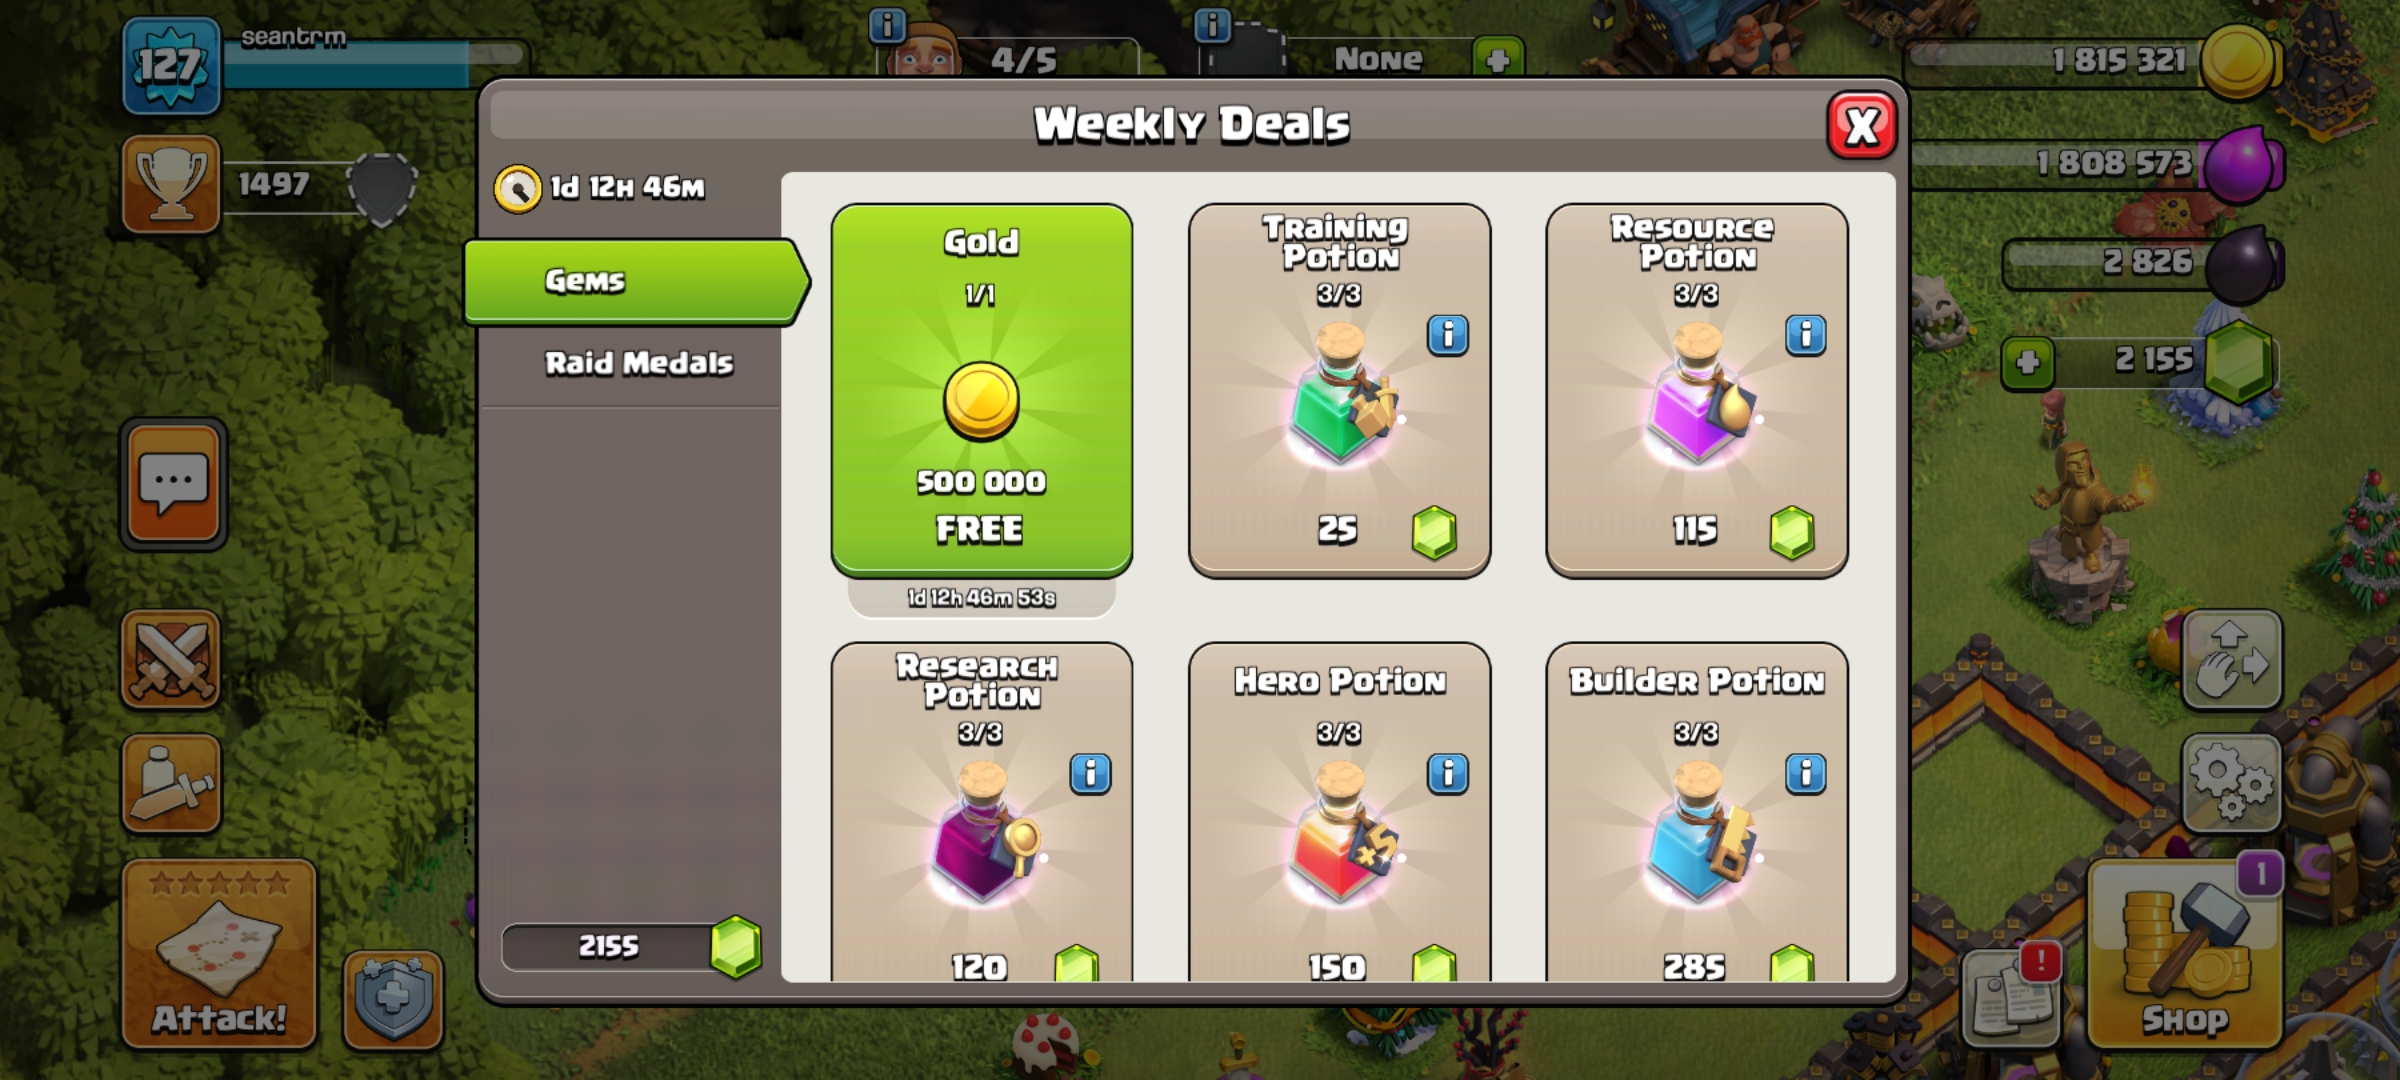 127
seantrm
4/5
None
1 815 321
1497
1 808 573
2 826
2 155
Weekly Deals
X
1d 12h 46m
Gems
Raid Medals
2155
Gold
1/1
500 000
FREE
1d 12h 46m 53s
Training
Potion
3/3
25
Resource
Potion
3/3
115
Research
Potion
3/3
120
Hero Potion
3/3
x5
150
Builder Potion
3/3
285
Attack!
1
!
Shop